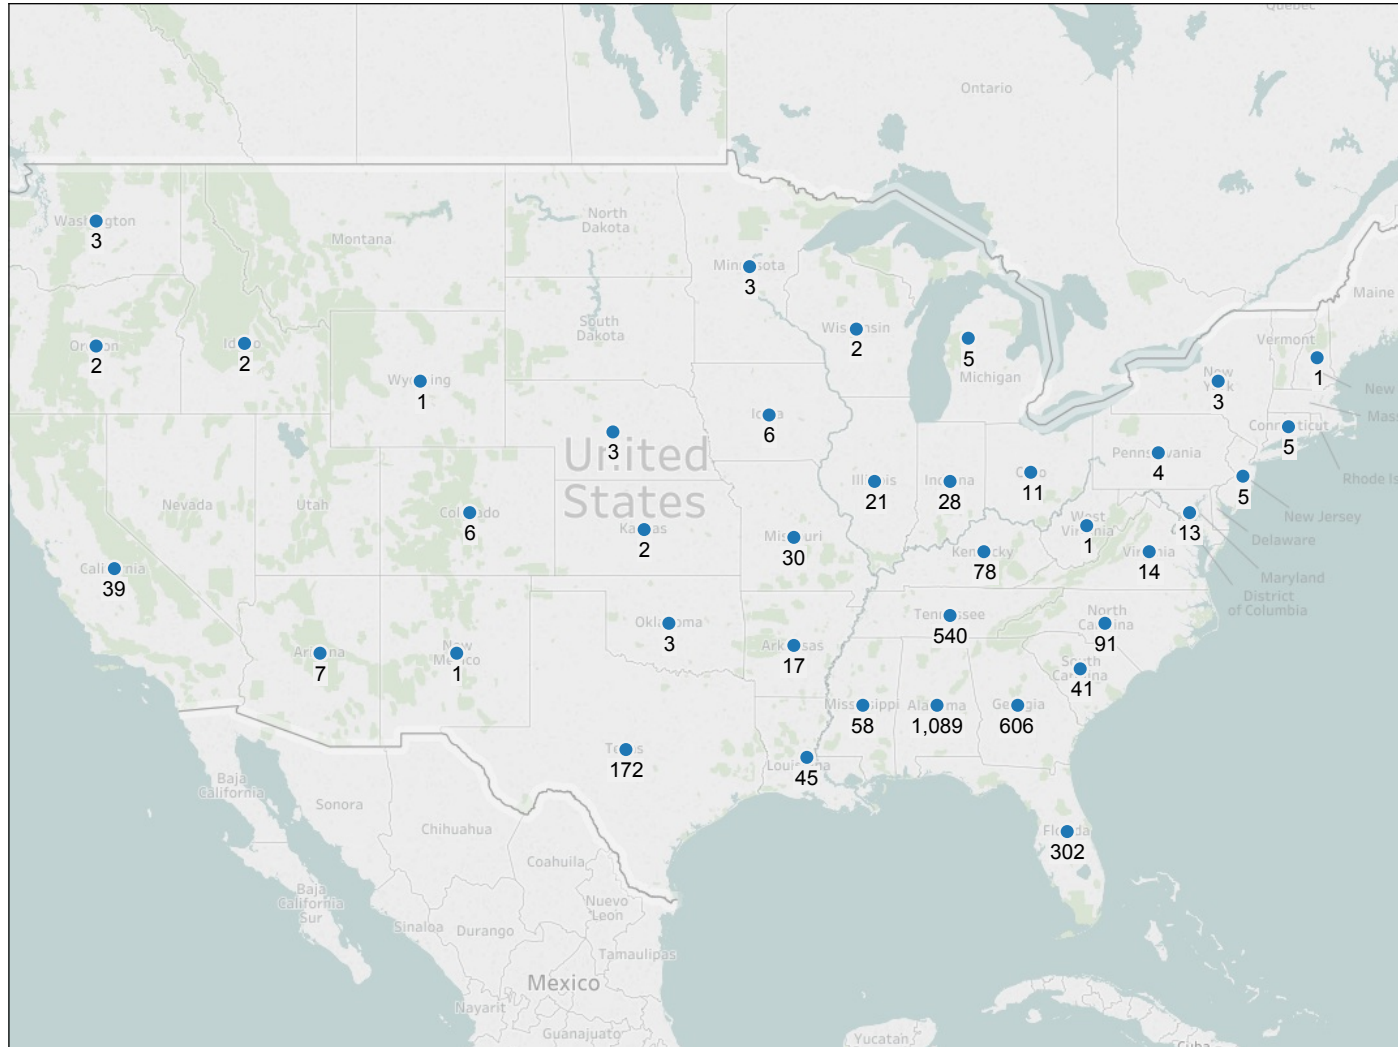 Quebec
Ontario
Washington
3
Montana
North
Dakota
Minnesota
3
Maine
South
Dakota
Oregon
2
Idaho
2
Wyoming
1
Wisconsin
2
5
Michigan
Vermont
1
New
New
York
3
Mass
Iowa
6
3
United
States
Connecticut
5
Pennsylvania
4
Rhode Is
Nevada
Utah
Colorado
6
Kansas
2
Missouri
30
Illinois
21
Indiana
28
Ohio
11
5
New Jersey
West
Virginia
1
13
Delaware
Virginia
14
Maryland
District
of Columbia
California
39
Kentucky
78
Arizona
7
New
Mexico
1
Oklahoma
3
Arkansas
17
Tennessee
540
North
Carolina
91
South
Carolina
41
Mississippi
58
Alabama
1,089
Georgia
606
Texas
172
Louisiana
45
Florida
302
Baja
California
Sonora
Chihuahua
Coahuila
Baja
California
Sur
Nuevo
Leon
Sinaloa
Durango
Tamaulipas
Mexico
Nayarit
Guanajuato
Yucatan
Cuba